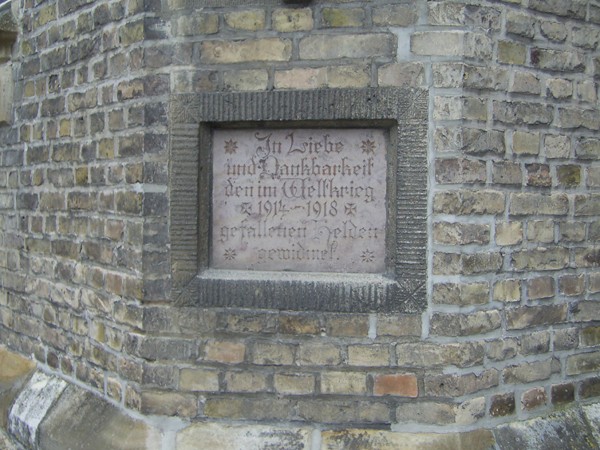 In Liebe
und Dankbarkeit
den im Weltkrieg
1914-1918
gefallenen Helden
gewidmet.